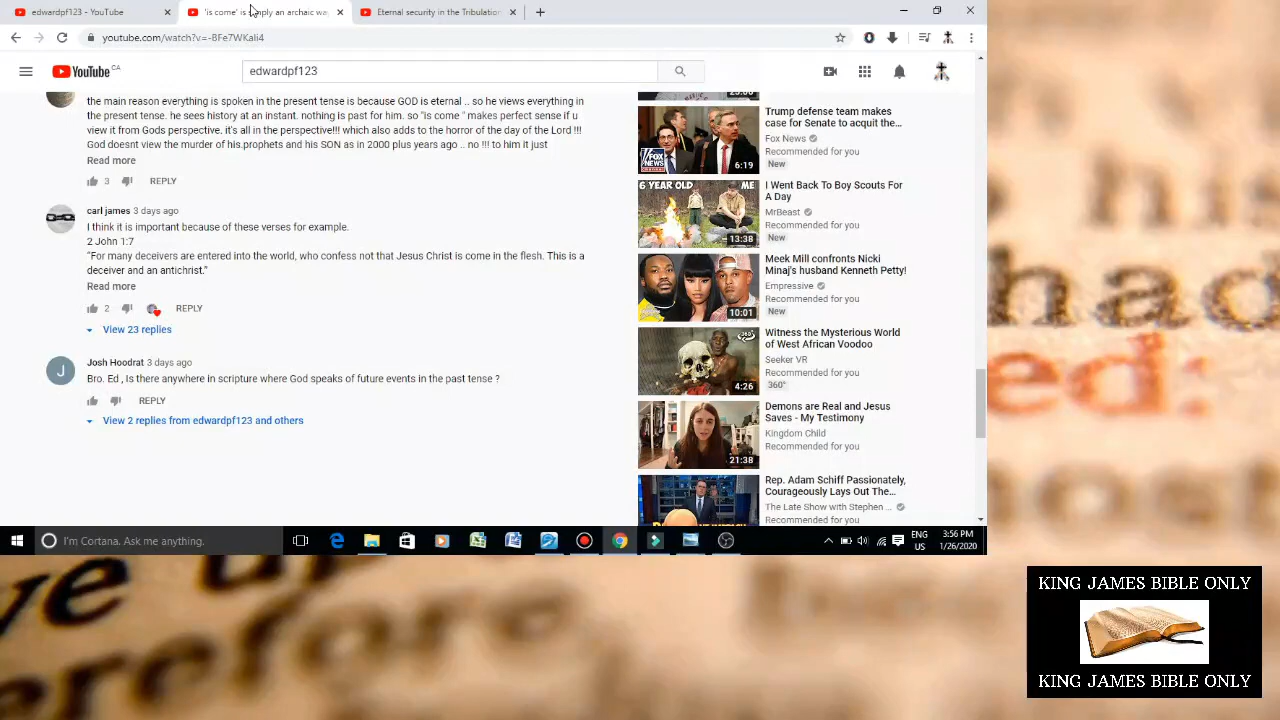 edwardpf123 - YouTube
'is come' is simply an archaic wa
Eternal security in the Tribulation
youtube.com/watch?v=-BFe7WKali4
YouTube CA
edwardpf123
the main reason everything is spoken in the present tense is because GOD is eternal.. he views everything in
the present tense. he sees history at an instant. nothing is past for him. so "is come " makes perfect sense if u
view it from Gods perspective. it's all in the perspective!!! which also adds to the horror of the day of the Lord !!!
God doesnt view the murder of his.prophets and his SON as in 2000 plus years ago .. no !!! to him it just
Read more
3 REPLY
carl james 3 days ago
I think it is important because of these verses for example.
2 John 1:7
“For many deceivers are entered into the world, who confess not that Jesus Christ is come in the flesh. This is a
deceiver and an antichrist.”
Read more
2 REPLY
View 23 replies
J
Josh Hoodrat 3 days ago
Bro. Ed , Is there anywhere in scripture where God speaks of future events in the past tense ?
REPLY
View 2 replies from edwardpf123 and others
Trump defense team makes
case for Senate to acquit the...
Fox News
Recommended for you
New
FOX NEWS
6:19
I Went Back To Boy Scouts For
A Day
MrBeast
Recommended for you
New
6 YEAR OLD ME
13:38
Meek Mill confronts Nicki
Minaj's husband Kenneth Petty!
Empressive
Recommended for you
New
10:01
Witness the Mysterious World
of West African Voodoo
Seeker VR
Recommended for you
360°
360°
4:26
Demons are Real and Jesus
Saves - My Testimony
Kingdom Child
Recommended for you
21:38
Rep. Adam Schiff Passionately,
Courageously Lays Out The...
The Late Show with Stephen ...
Recommended for you
I'm Cortana. Ask me anything.
ENG
US
3:56 PM
1/26/2020
KING JAMES BIBLE ONLY
KING JAMES BIBLE ONLY
had
ed: